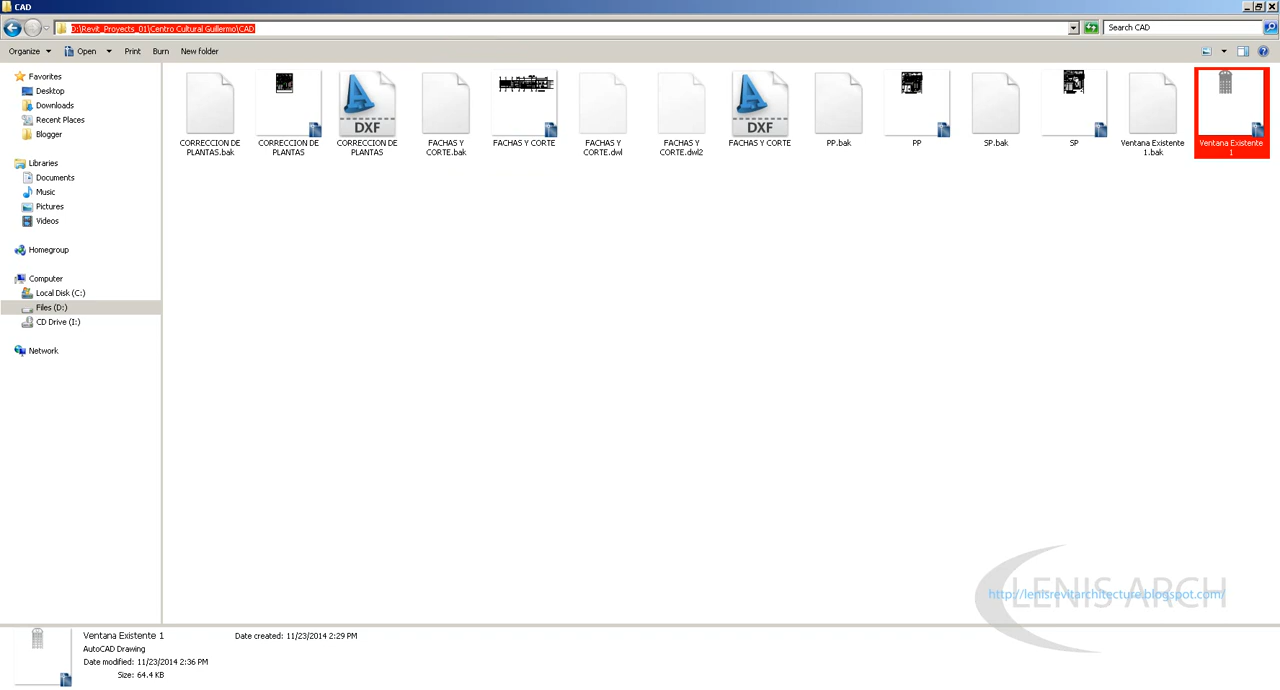 CAD
D:\Revit_Proyects_01\Centro Cultural Guillermo\CAD
Search CAD
Organize
Open
Print
Burn
New folder
Favorites
Desktop
Downloads
Recent Places
Blogger
Libraries
Documents
Music
Pictures
Videos
Homegroup
Computer
Local Disk (C:)
Files (D:)
CD Drive (I:)
Network
CORRECCION DE
PLANTAS.bak
CORRECCION DE
PLANTAS
DXF
CORRECCION DE
PLANTAS
FACHAS Y
CORTE.bak
FACHAS Y CORTE
FACHAS Y
CORTE.dwl
FACHAS Y
CORTE.dwl2
DXF
FACHAS Y CORTE
PP.bak
PP
SP.bak
SP
Ventana Existente
1.bak
Ventana Existente
1
LENIS ARCH
http://lenisrevitarchitecture.blogspot.com/
Ventana Existente 1
Date created: 11/23/2014 2:29 PM
AutoCAD Drawing
Date modified: 11/23/2014 2:36 PM
Size: 64.4 KB